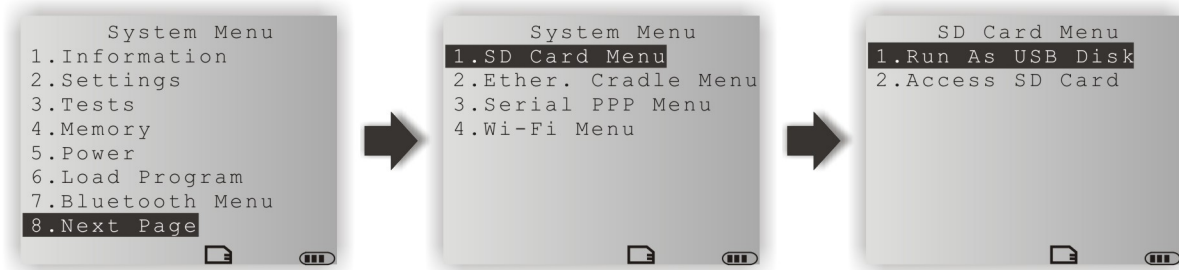 System Menu
1.Information
2.Settings
3.Tests
4.Memory
5.Power
6.Load Program
7.Bluetooth Menu
8.Next Page
System Menu
1.SD Card Menu
2.Ether. Cradle Menu
3.Serial PPP Menu
4.Wi-Fi Menu
SD Card Menu
1.Run As USB Disk
2.Access SD Card